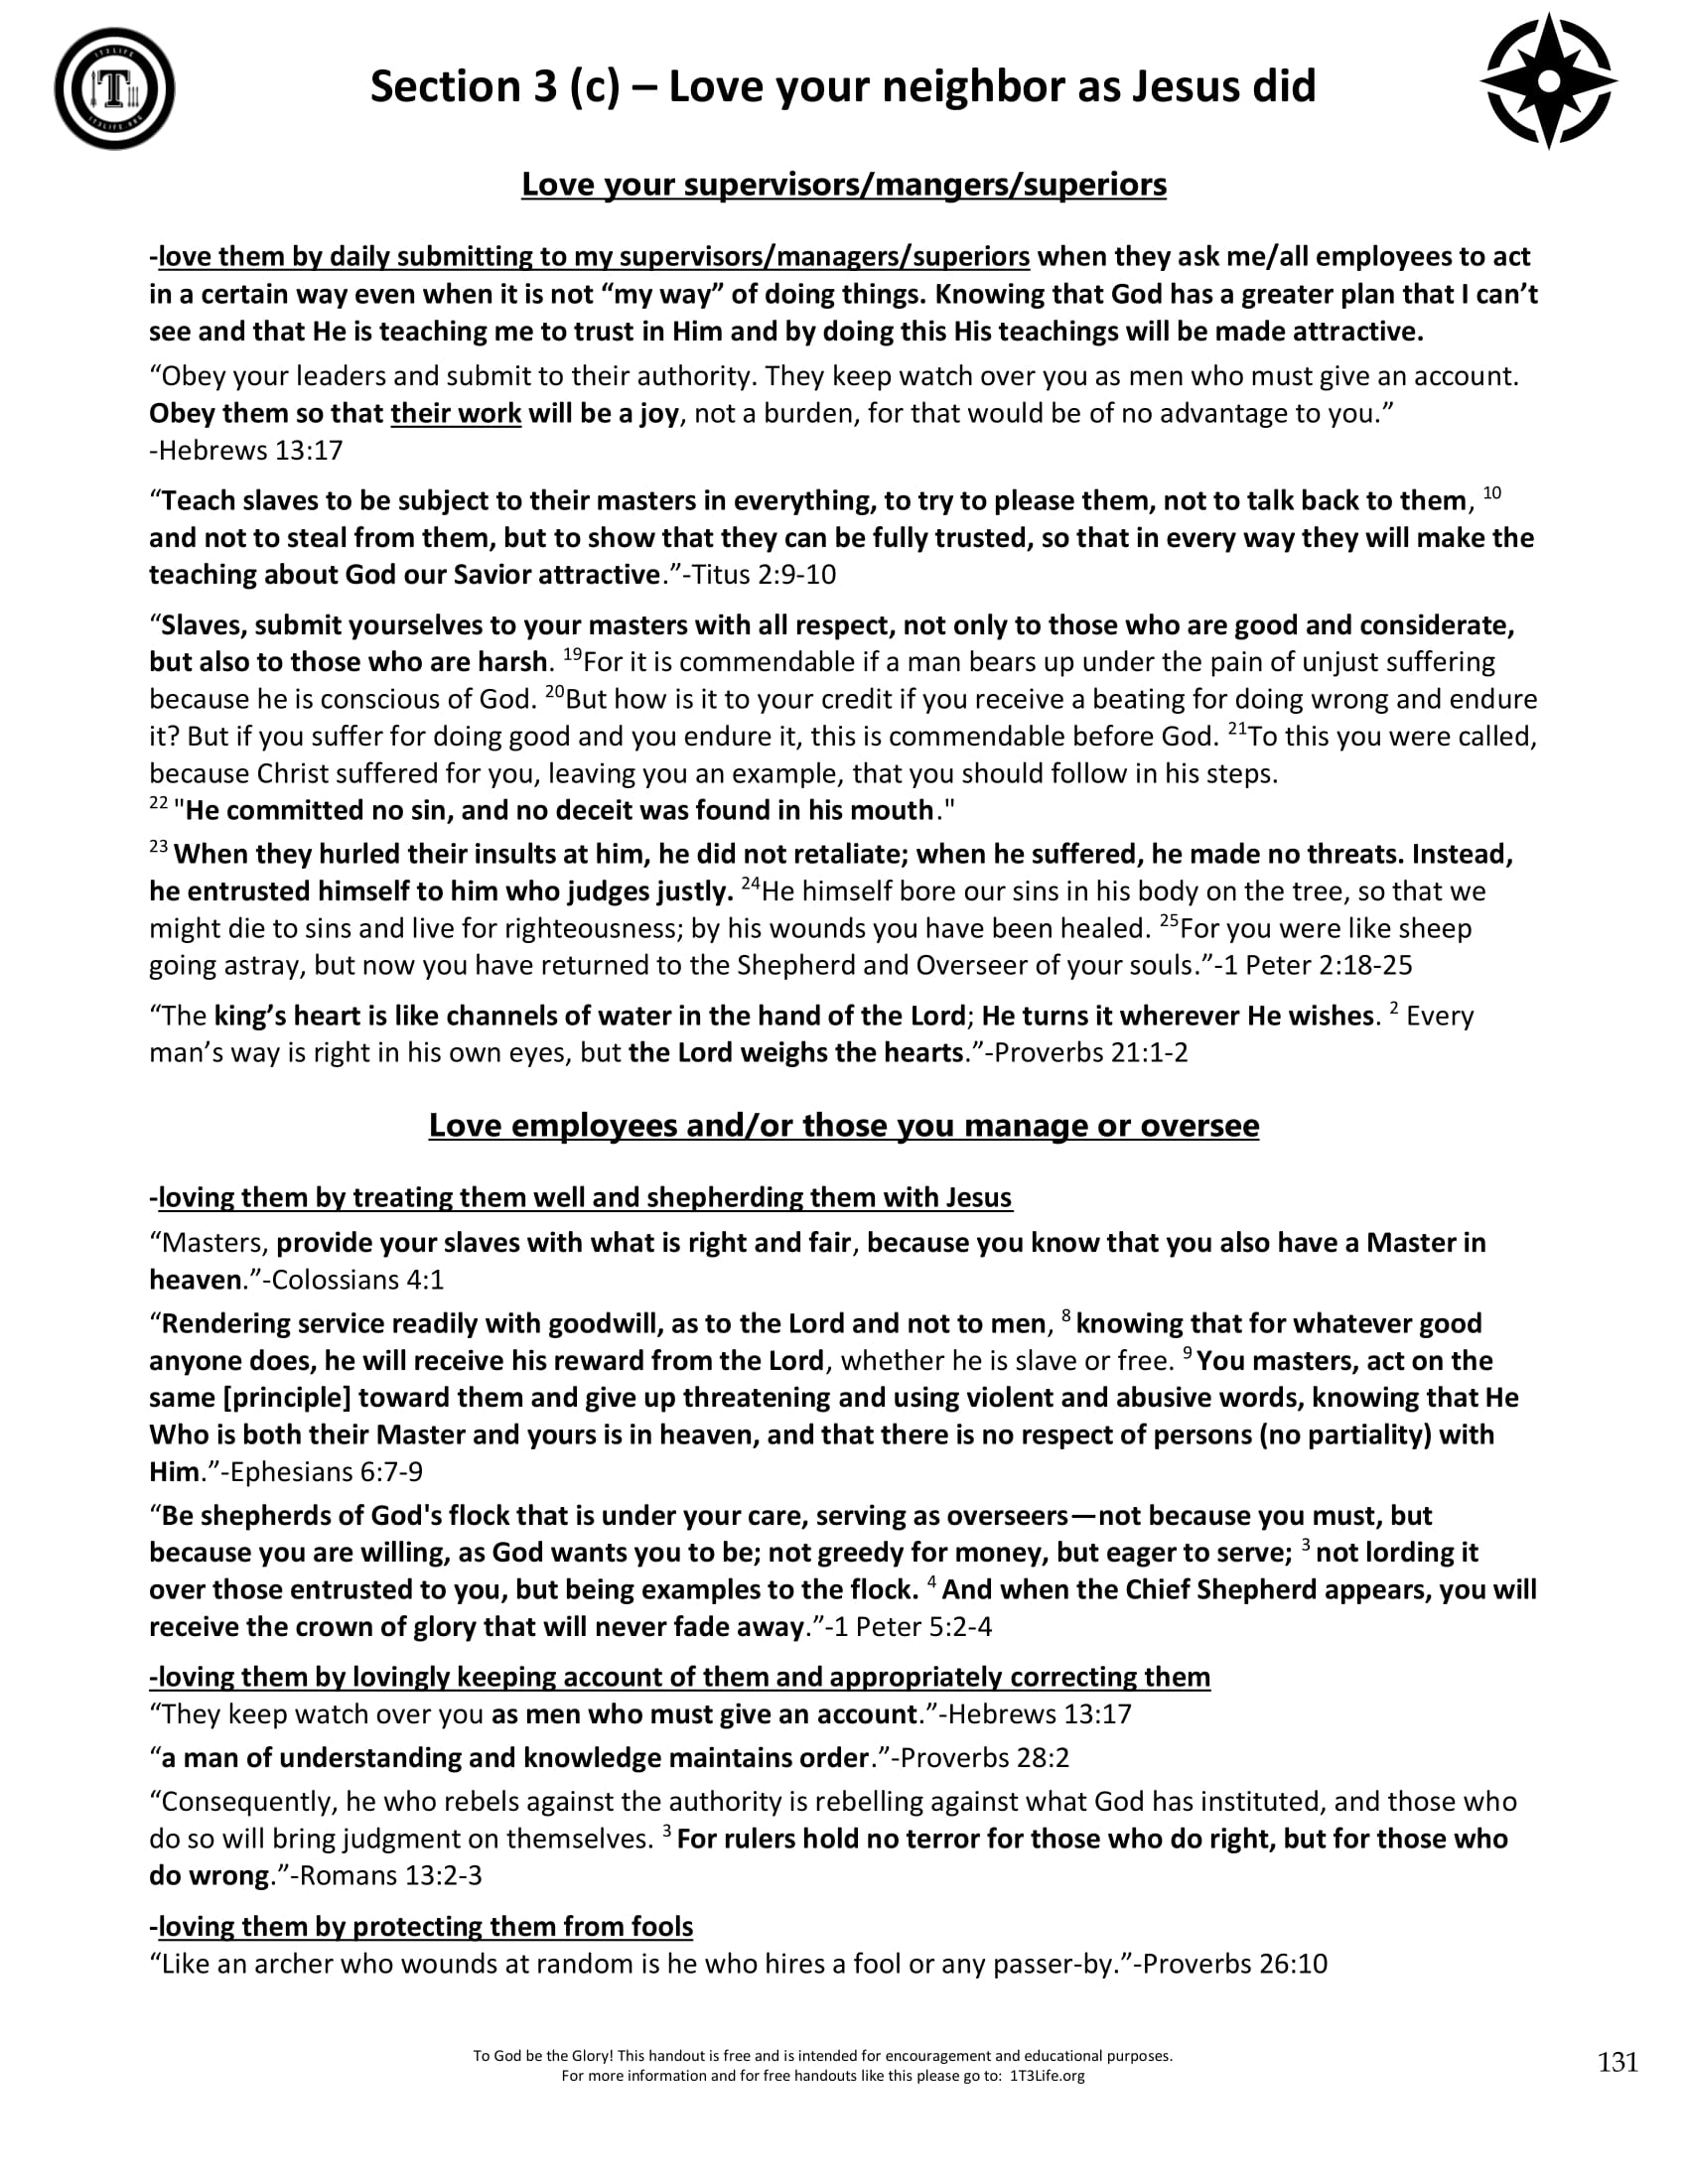 1T3LIFE
T
1T3LIFE.ORG
Section 3 (c) – Love your neighbor as Jesus did
Love your supervisors/mangers/superiors
-love them by daily submitting to my supervisors/managers/superiors when they ask me/all employees to act
in a certain way even when it is not “my way” of doing things. Knowing that God has a greater plan that I can’t
see and that He is teaching me to trust in Him and by doing this His teachings will be made attractive.
“Obey your leaders and submit to their authority. They keep watch over you as men who must give an account.
Obey them so that their work will be a joy, not a burden, for that would be of no advantage to you.”
-Hebrews 13:17
“Teach slaves to be subject to their masters in everything, to try to please them, not to talk back to them, 10
and not to steal from them, but to show that they can be fully trusted, so that in every way they will make the
teaching about God our Savior attractive.”-Titus 2:9-10
“Slaves, submit yourselves to your masters with all respect, not only to those who are good and considerate,
but also to those who are harsh. 19For it is commendable if a man bears up under the pain of unjust suffering
because he is conscious of God. 20But how is it to your credit if you receive a beating for doing wrong and endure
it? But if you suffer for doing good and you endure it, this is commendable before God. 21To this you were called,
because Christ suffered for you, leaving you an example, that you should follow in his steps.
22 "He committed no sin, and no deceit was found in his mouth."
23 When they hurled their insults at him, he did not retaliate; when he suffered, he made no threats. Instead,
he entrusted himself to him who judges justly. 24He himself bore our sins in his body on the tree, so that we
might die to sins and live for righteousness; by his wounds you have been healed. 25For you were like sheep
going astray, but now you have returned to the Shepherd and Overseer of your souls.”-1 Peter 2:18-25
“The king’s heart is like channels of water in the hand of the Lord; He turns it wherever He wishes. 2 Every
man’s way is right in his own eyes, but the Lord weighs the hearts.”-Proverbs 21:1-2
Love employees and/or those you manage or oversee
-loving them by treating them well and shepherding them with Jesus
“Masters, provide your slaves with what is right and fair, because you know that you also have a Master in
heaven.”-Colossians 4:1
“Rendering service readily with goodwill, as to the Lord and not to men, 8 knowing that for whatever good
anyone does, he will receive his reward from the Lord, whether he is slave or free. 9 You masters, act on the
same [principle] toward them and give up threatening and using violent and abusive words, knowing that He
Who is both their Master and yours is in heaven, and that there is no respect of persons (no partiality) with
Him.”-Ephesians 6:7-9
“Be shepherds of God's flock that is under your care, serving as overseers—not because you must, but
because you are willing, as God wants you to be; not greedy for money, but eager to serve; 3 not lording it
over those entrusted to you, but being examples to the flock. 4 And when the Chief Shepherd appears, you will
receive the crown of glory that will never fade away.”-1 Peter 5:2-4
-loving them by lovingly keeping account of them and appropriately correcting them
“They keep watch over you as men who must give an account.”-Hebrews 13:17
“a man of understanding and knowledge maintains order.”-Proverbs 28:2
“Consequently, he who rebels against the authority is rebelling against what God has instituted, and those who
do so will bring judgment on themselves. 3 For rulers hold no terror for those who do right, but for those who
do wrong.”-Romans 13:2-3
-loving them by protecting them from fools
“Like an archer who wounds at random is he who hires a fool or any passer-by.”-Proverbs 26:10
To God be the Glory! This handout is free and is intended for encouragement and educational purposes.
For more information and for free handouts like this please go to: 1T3Life.org
131